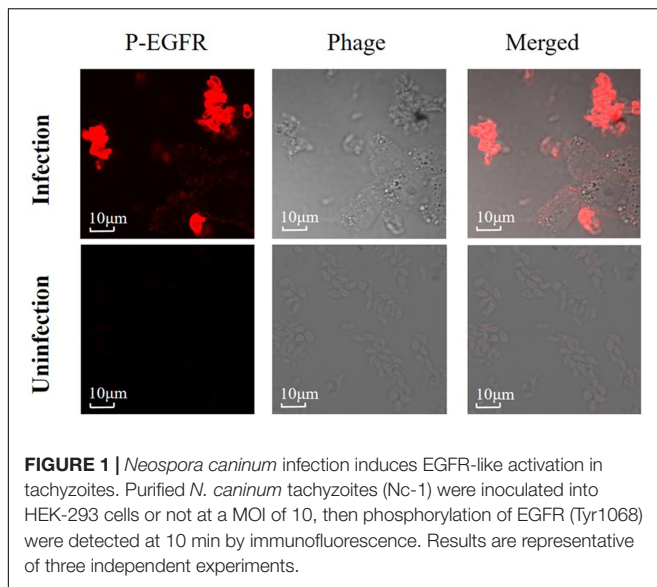 P-EGFR Phage Merged
Infection
10μm 10μm 10μm
Uninfection
10μm 10μm 10μm
FIGURE 1 | Neospora caninum infection induces EGFR-like activation in
tachyzoites. Purified N. caninum tachyzoites (Nc-1) were inoculated into
HEK-293 cells or not at a MOI of 10, then phosphorylation of EGFR (Tyr1068)
were detected at 10 min by immunofluorescence. Results are representative
of three independent experiments.